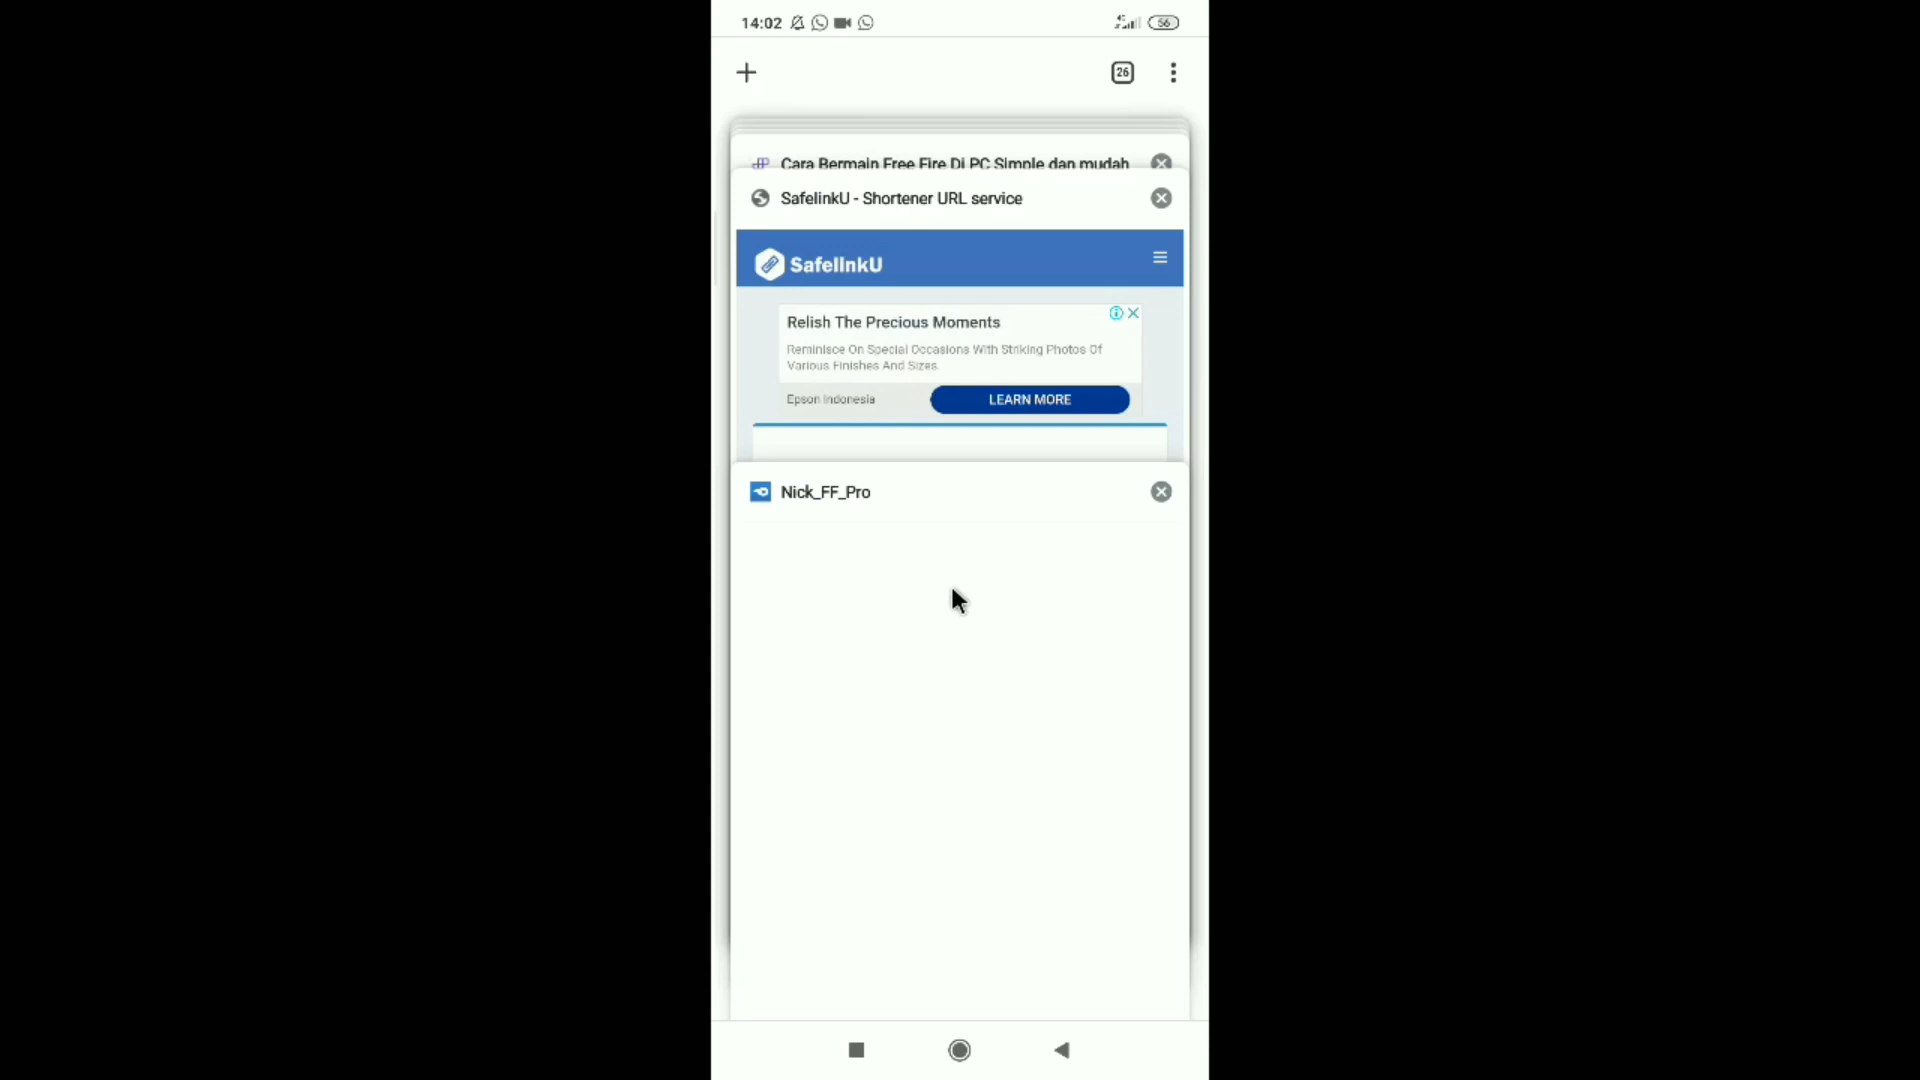 14:02
56
26
Cara Bermain Free Fire Di PC Simple dan mudah
SafelinkU - Shortener URL service
SafelinkU
Relish The Precious Moments
Reminisce On Special Occasions With Striking Photos Of
Various Finishes And Sizes.
Epson Indonesia
LEARN MORE
Nick_FF_Pro